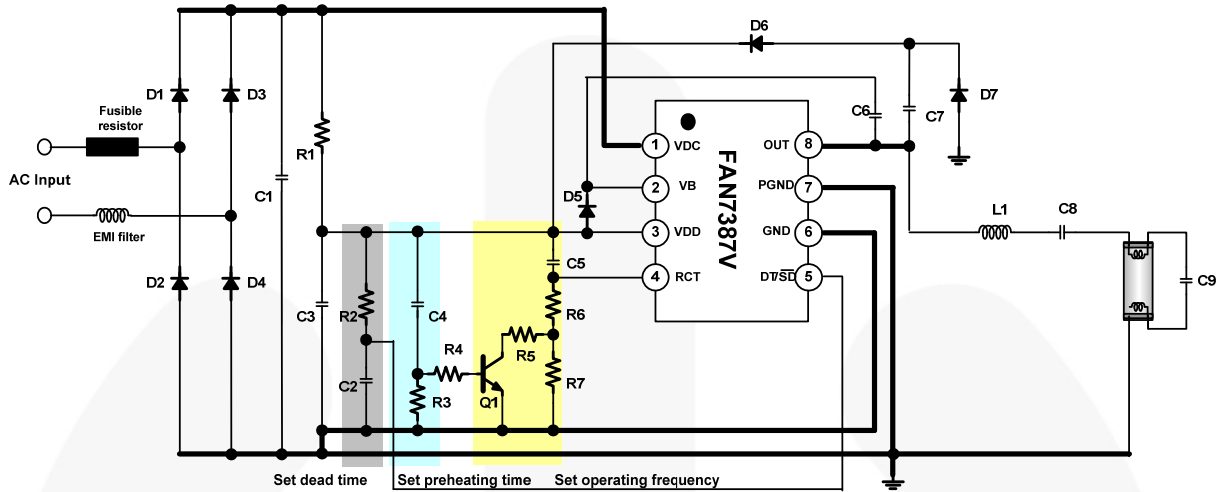 D6
D1
D3
D7
Fusible
resistor
C6
C7
R1
1
VDC
OUT
8
AC Input
C1
D5
2
VB
PGND
7
FAN7387V
EMI filter
3
VDD
GND
6
L1
C8
C5
4
RCT
DT/SD
5
D2
D4
C9
C3
R2
C4
R6
R4
R5
C2
R3
Q1
R7
Set dead time
Set preheating time
Set operating frequency